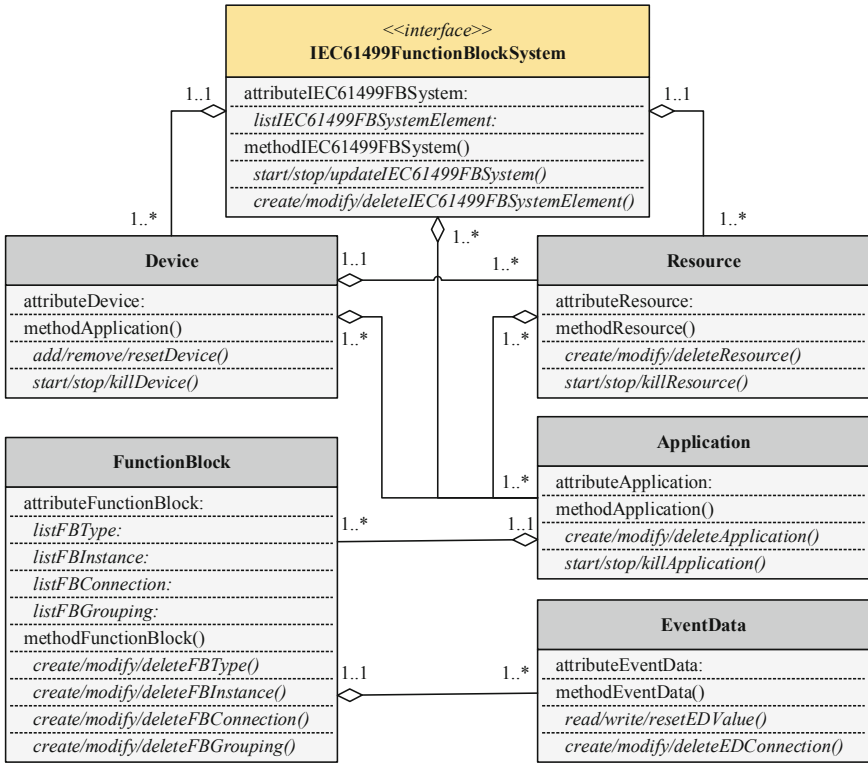 <<interface>>
IEC61499FunctionBlockSystem
attributeIEC61499FBSystem:
listIEC61499FBSystemElement:
methodIEC61499FBSystem()
start/stop/updateIEC61499FBSystem()
create/modify/deleteIEC61499FBSystemElement()
1..1
1..1
1..*
1..*
1..*
Device
attributeDevice:
methodApplication()
add/remove/resetDevice()
start/stop/killDevice()
1..1
1..*
1..*
1..*
Resource
attributeResource:
methodResource()
create/modify/deleteResource()
start/stop/killResource()
FunctionBlock
attributeFunctionBlock:
listFBType:
listFBInstance:
listFBConnection:
listFBGrouping:
methodFunctionBlock()
create/modify/deleteFBType()
create/modify/deleteFBInstance()
create/modify/deleteFBConnection()
create/modify/deleteFBGrouping()
1..*
1..*
1..1
1..1
1..*
Application
attributeApplication:
methodApplication()
create/modify/deleteApplication()
start/stop/killApplication()
EventData
attributeEventData:
methodEventData()
read/write/resetEDValue()
create/modify/deleteEDConnection()